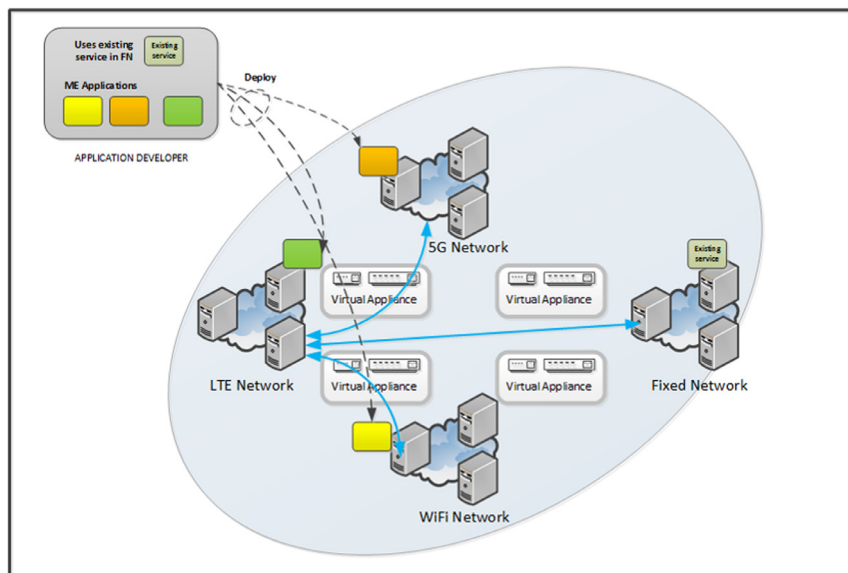 Uses existing
service in FN
Existing
service
ME Applications
APPLICATION DEVELOPER
Deploy
5G Network
Existing
service
Virtual Appliance
Virtual Appliance
LTE Network
Virtual Appliance
Virtual Appliance
Fixed Network
WiFi Network